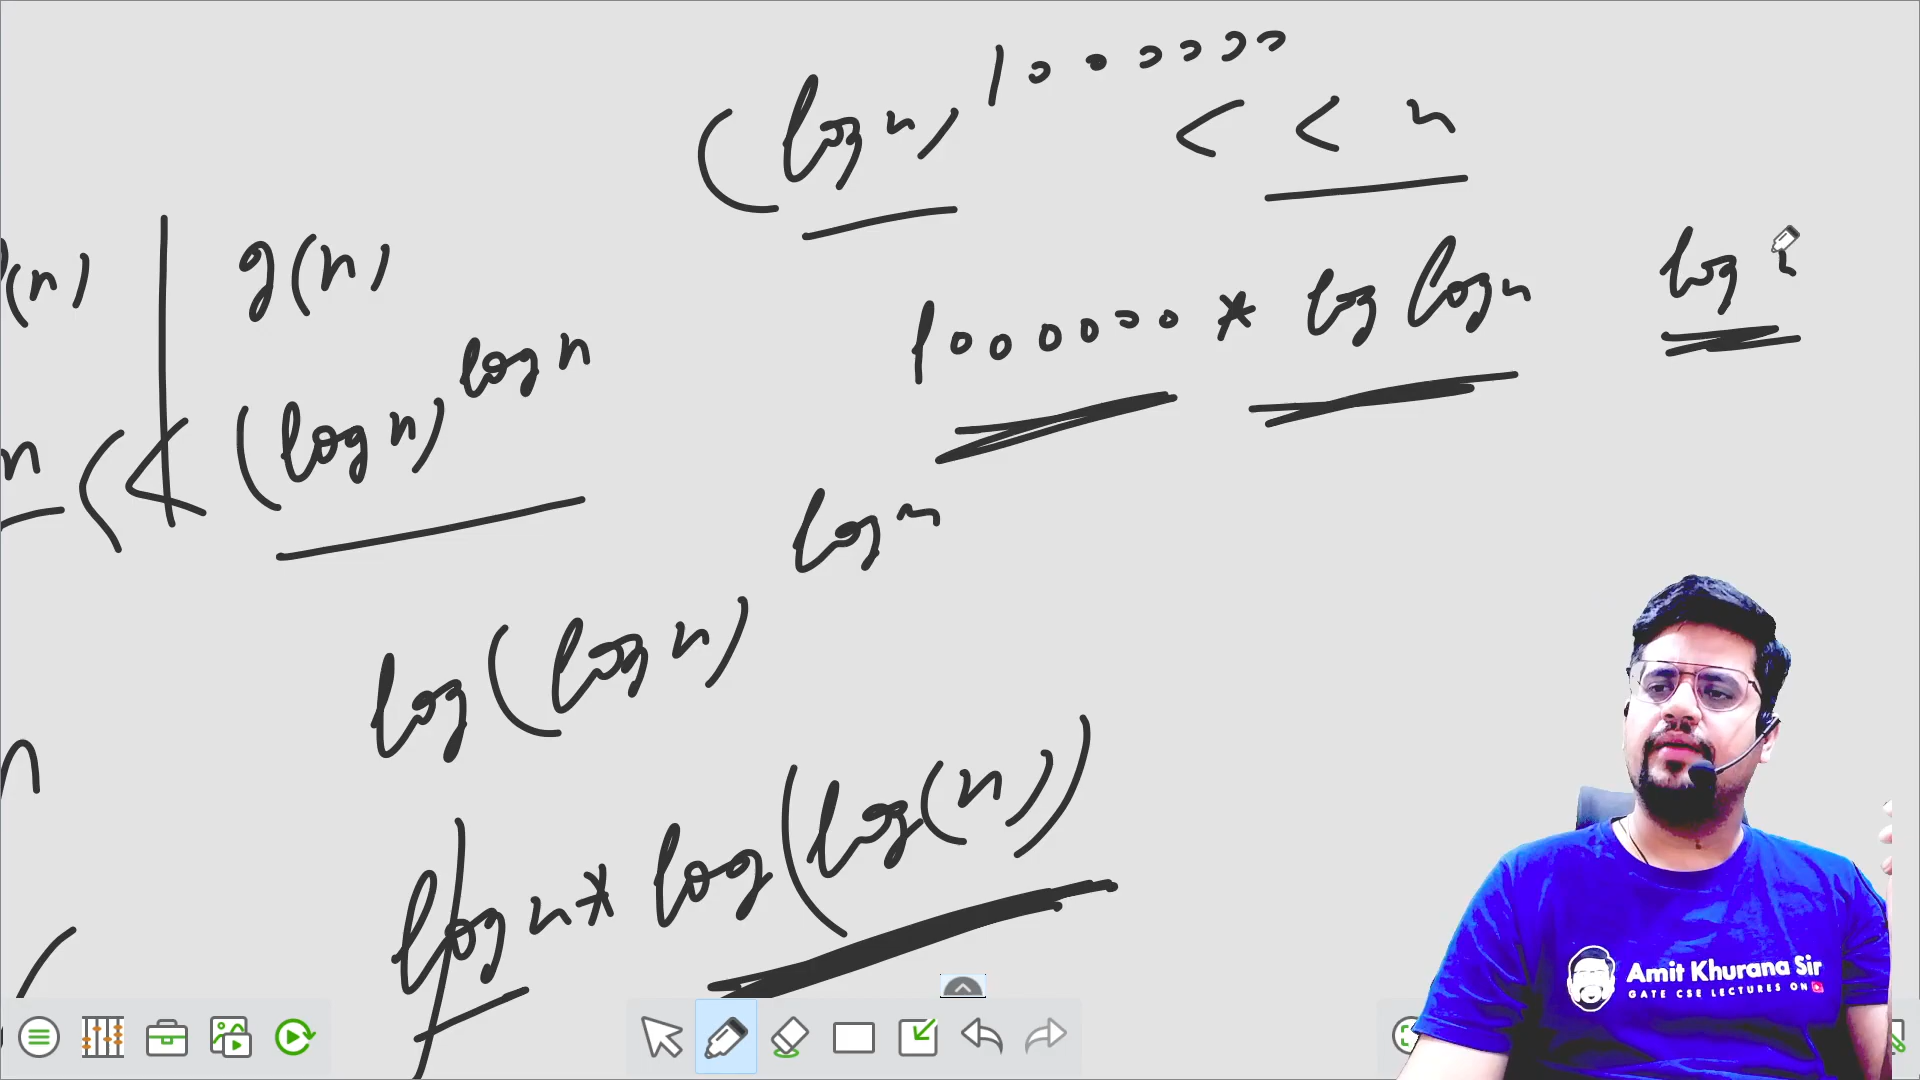 (log n)^1000000 < < n
(n) | g(n)
1000000 * log log n
log
n << (log n)^log n
log (log n)^log n
n
log n * log(log(n))
Amit Khurana Sir
GATE CSE LECTURES ON